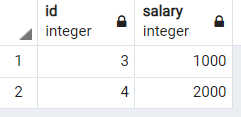 id salary
integer integer
1 3 1000
2 4 2000